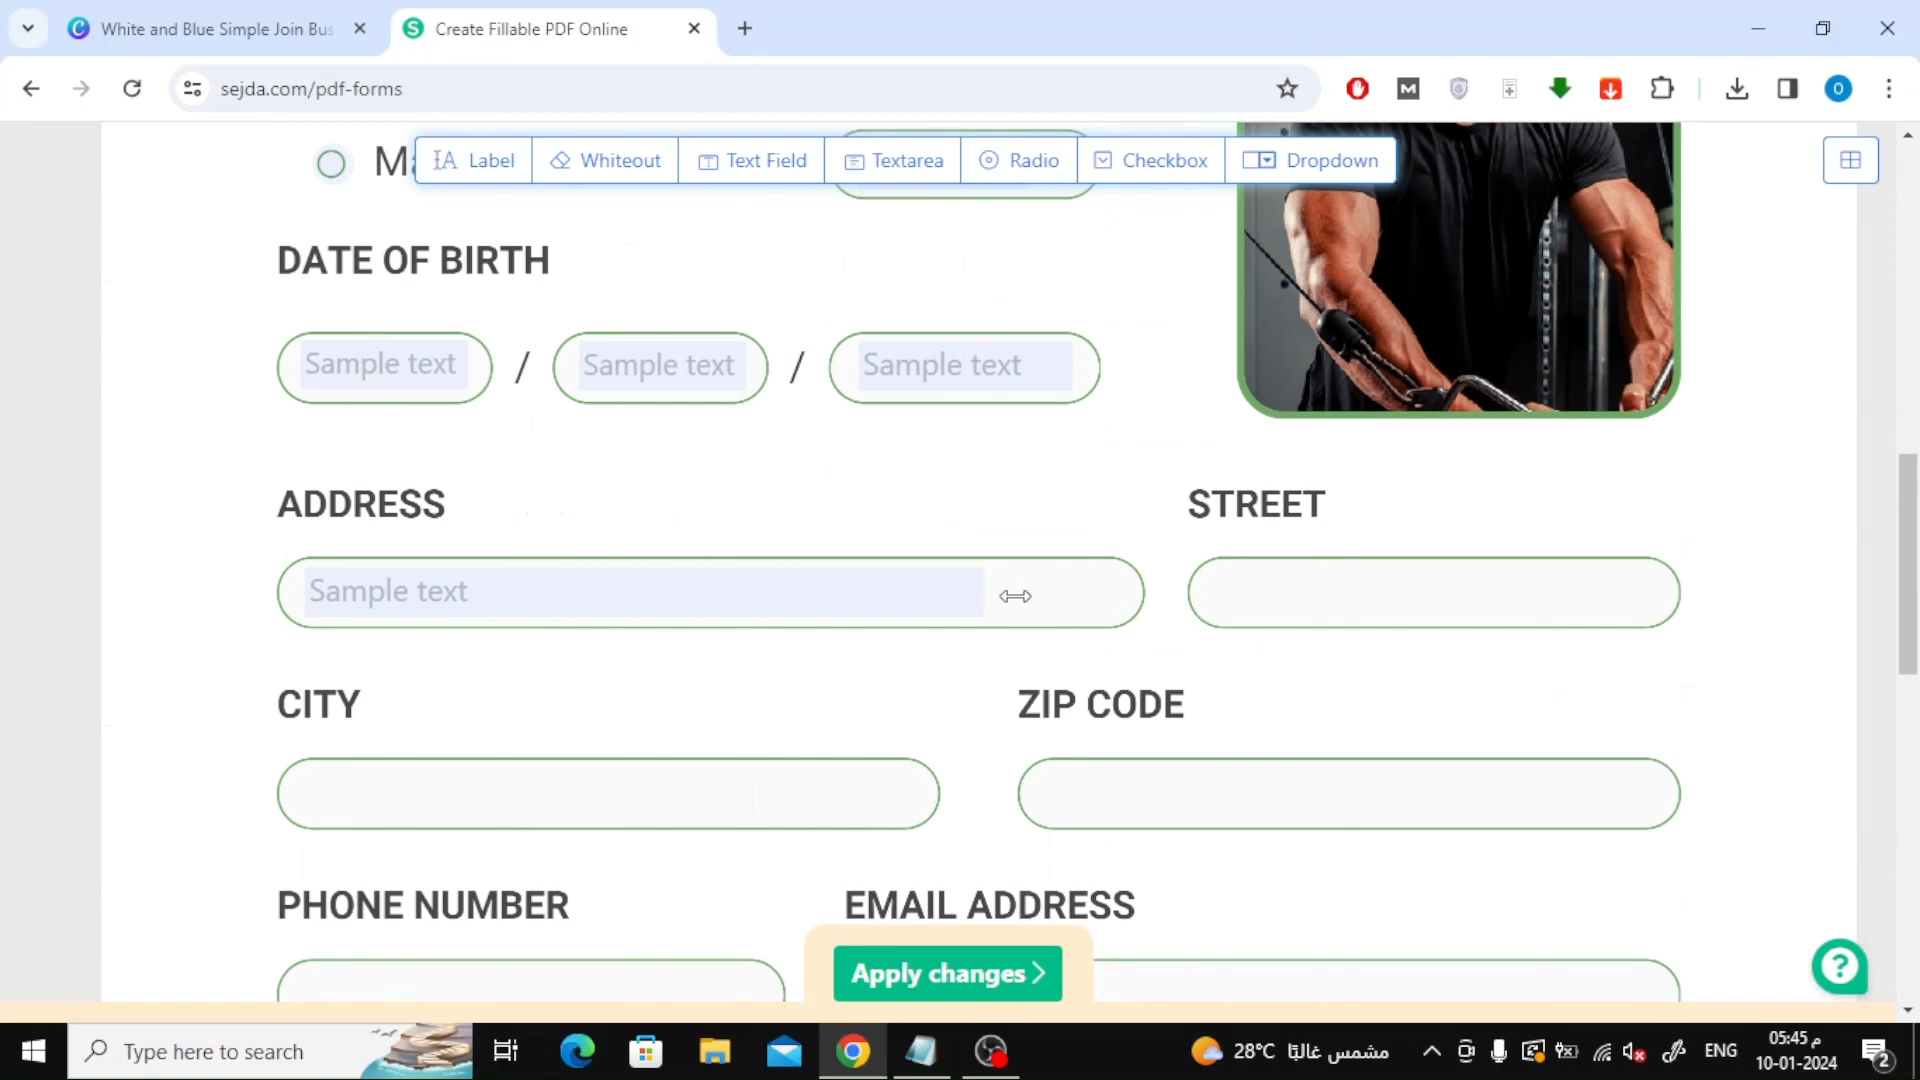 White and Blue Simple Join Bus
Create Fillable PDF Online
sejda.com/pdf-forms
Label
Whiteout
Text Field
Textarea
Radio
Checkbox
Dropdown
DATE OF BIRTH
Sample text / Sample text / Sample text
ADDRESS
STREET
Sample text
CITY
ZIP CODE
PHONE NUMBER
EMAIL ADDRESS
Apply changes
Type here to search
28°C مشمس غالبًا
ENG
05:45 م
10-01-2024
2